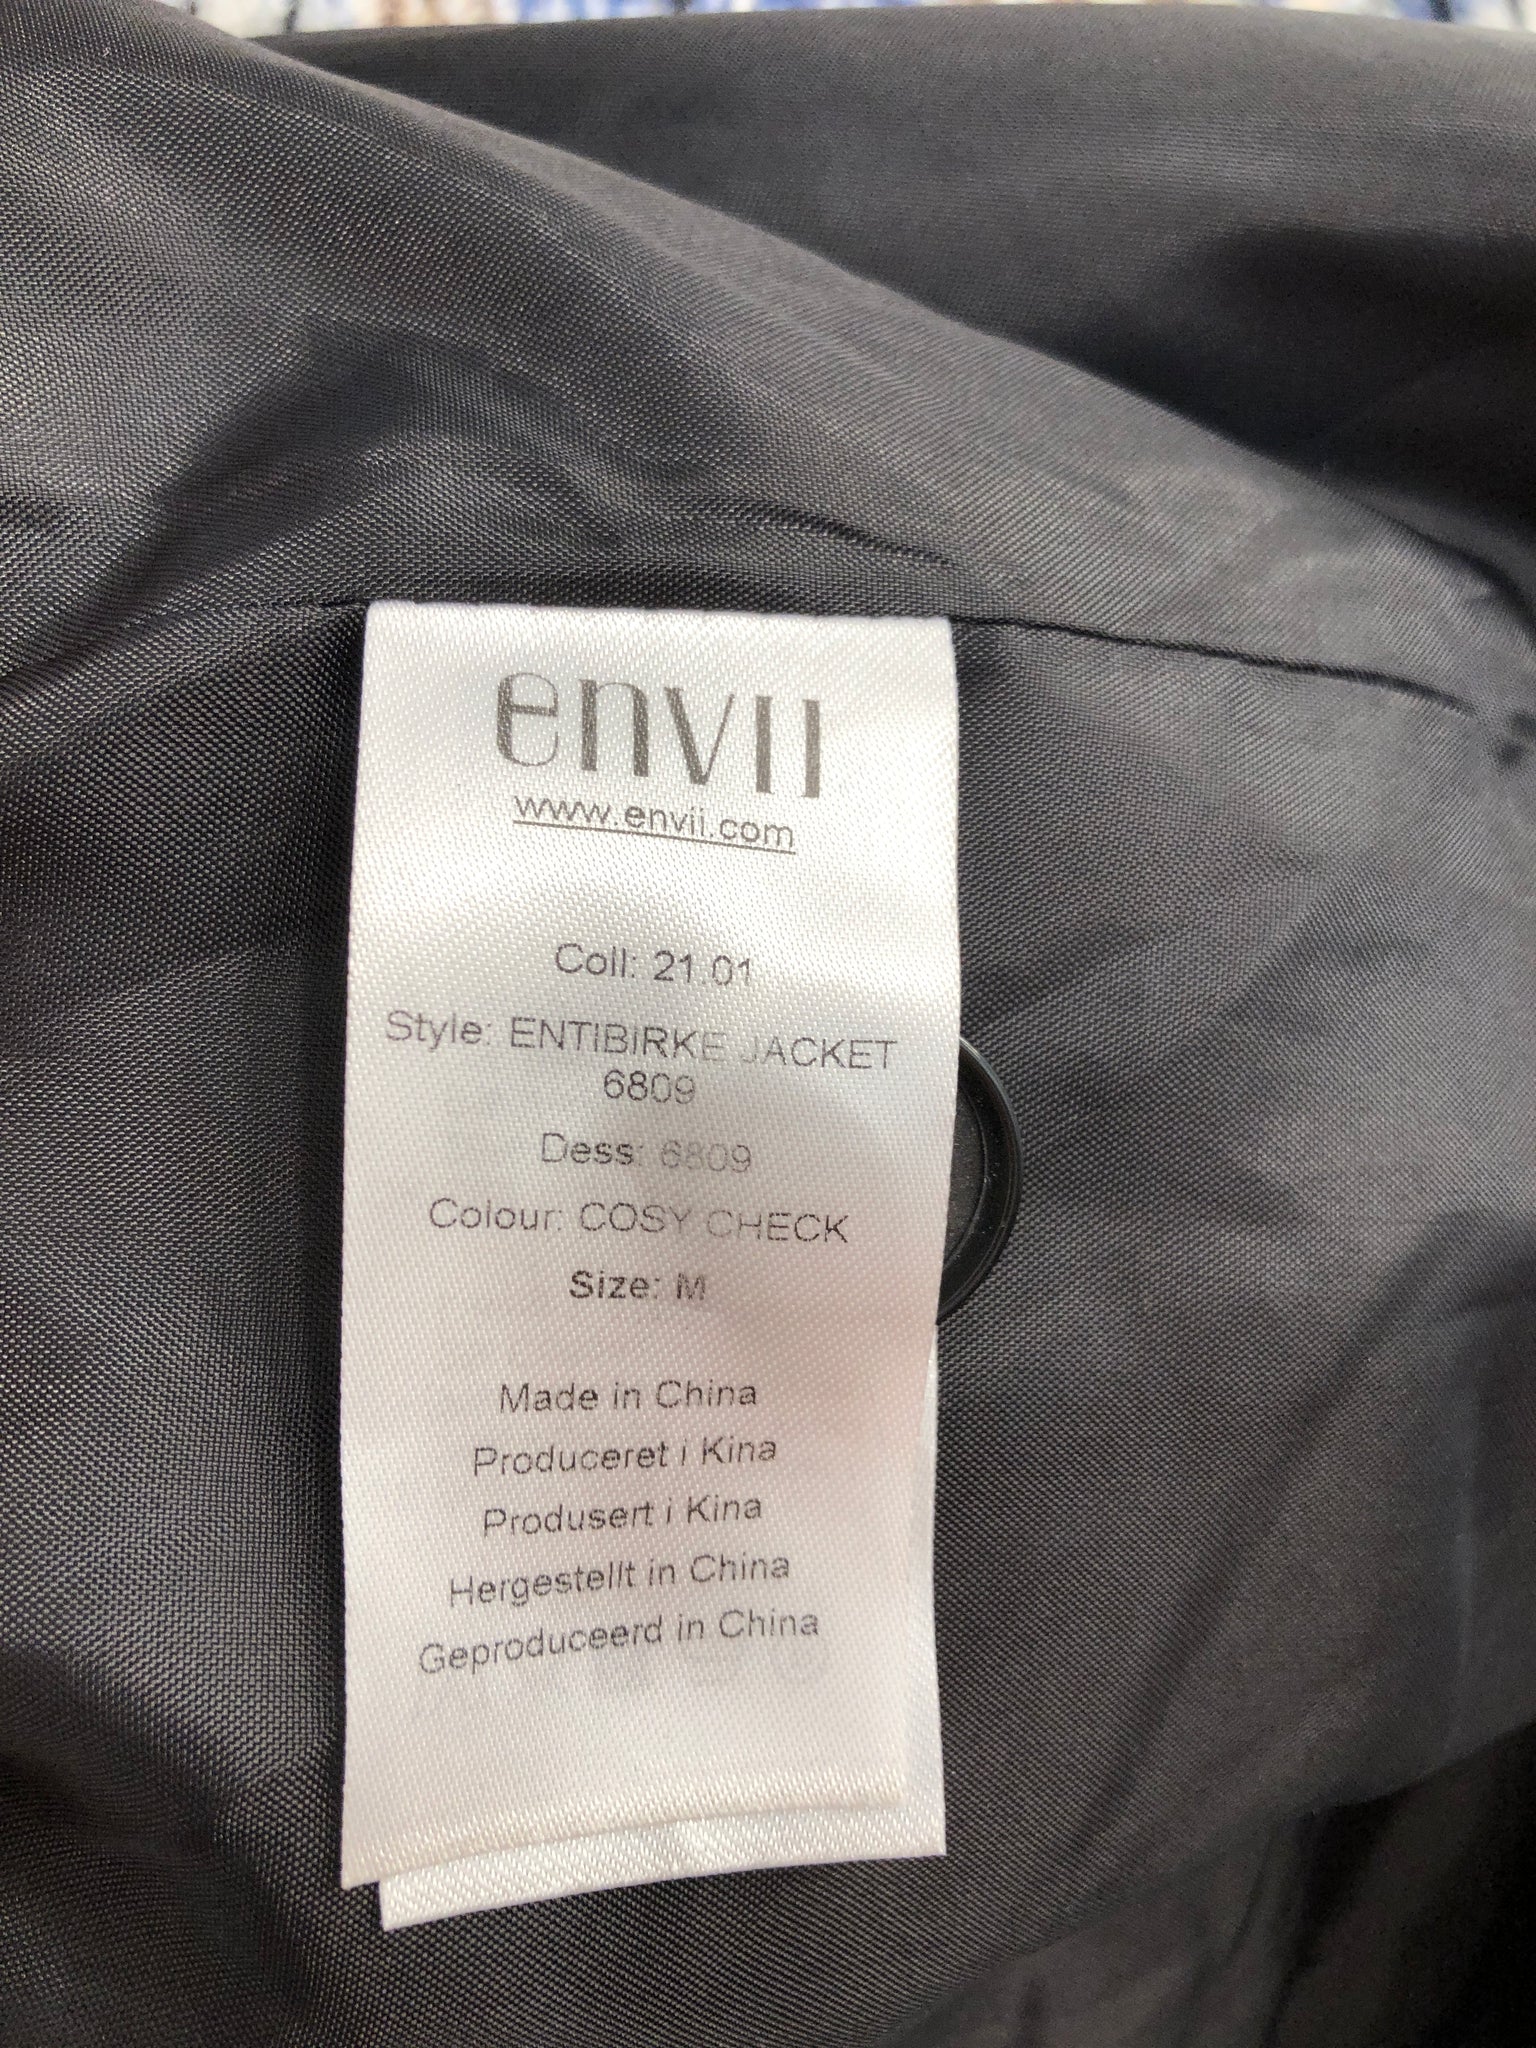 envii
www.envii.com
Coll: 21.01
Style: ENTIBIRKE JACKET
6809
Dess: 6809
Colour: COSY CHECK
Size: M
Made in China
Produceret i Kina
Produsert i Kina
Hergestellt in China
Geproduceerd in China